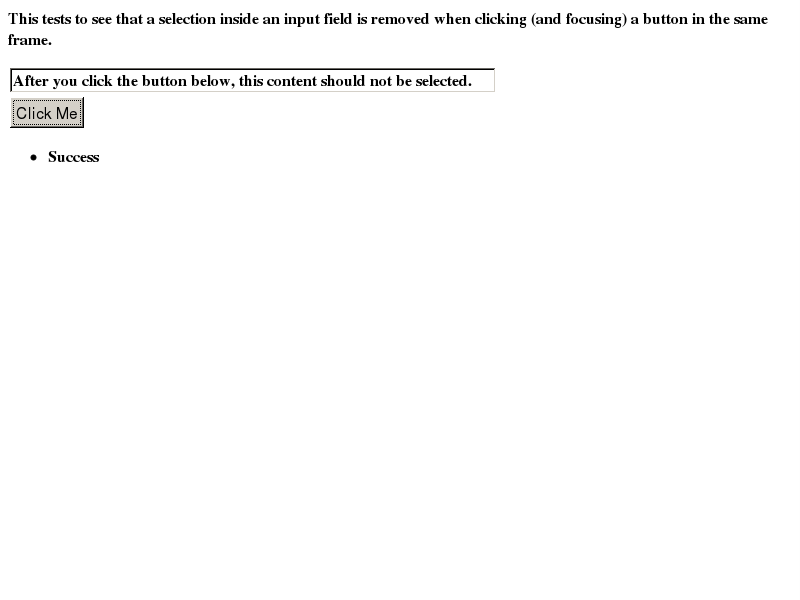 This tests to see that a selection inside an input field is removed when clicking (and focusing) a button in the same
frame.
After you click the button below, this content should not be selected.
Click Me
Success